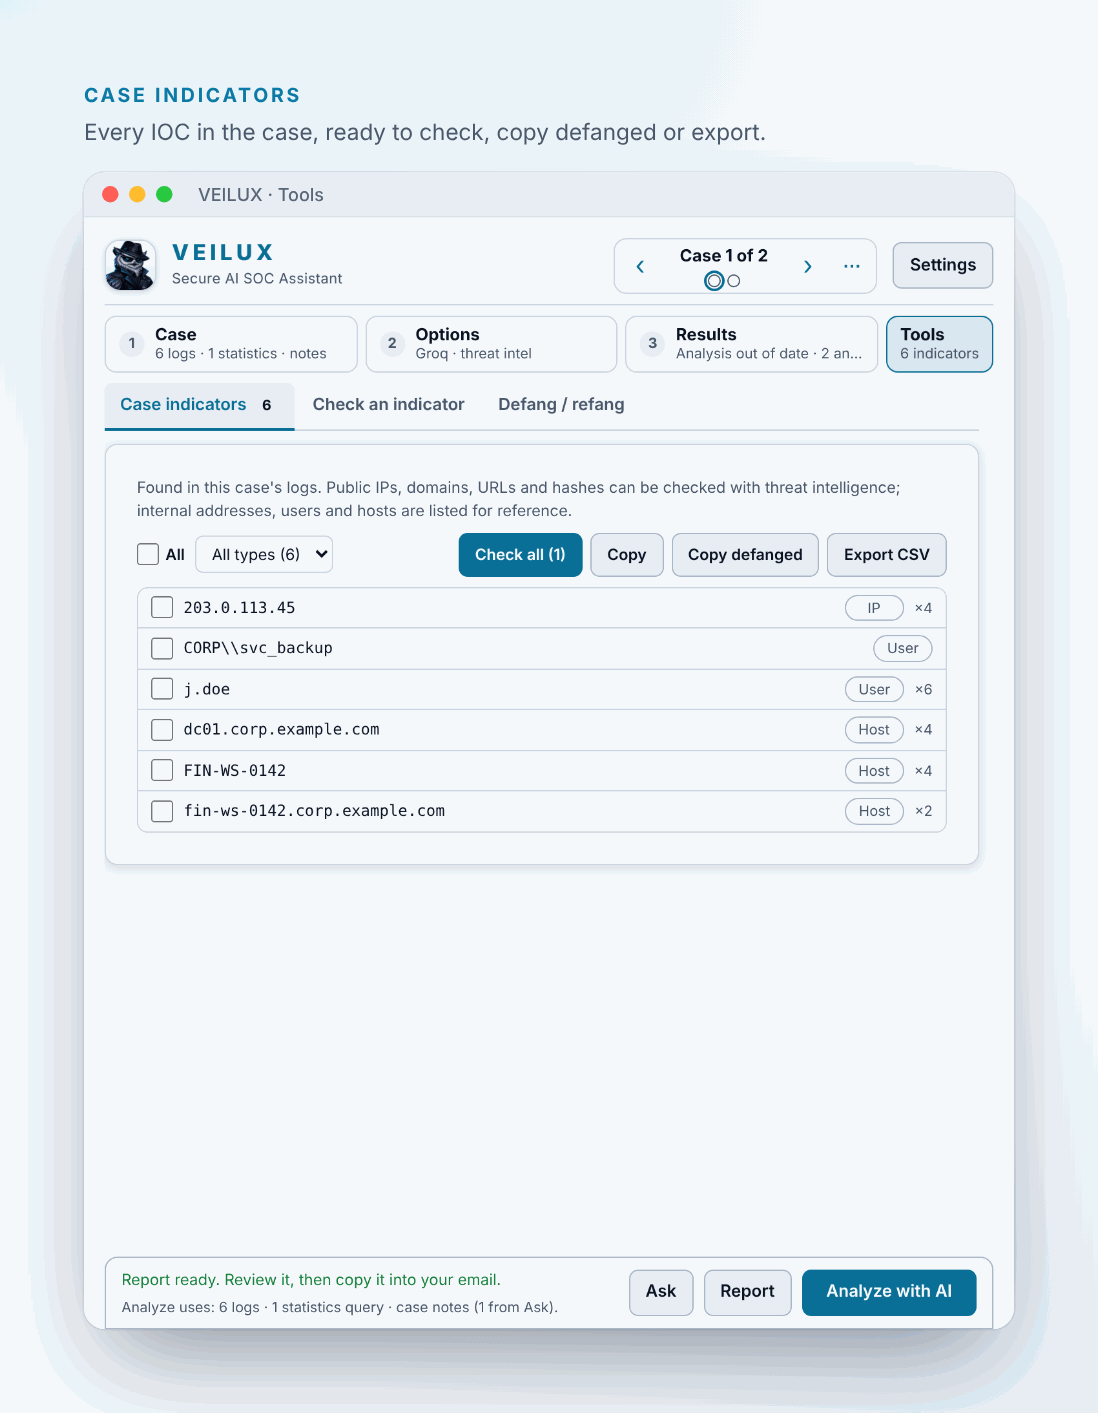 CASE INDICATORS
Every IOC in the case, ready to check, copy defanged or export.
VEILUX · Tools
VEILUX
Secure AI SOC Assistant
‹ Case 1 of 2 › ···
Settings
1 Case
6 logs · 1 statistics · notes
2 Options
Groq · threat intel
3 Results
Analysis out of date · 2 an...
Tools
6 indicators
Case indicators 6
Check an indicator
Defang / refang
Found in this case's logs. Public IPs, domains, URLs and hashes can be checked with threat intelligence;
internal addresses, users and hosts are listed for reference.
All
All types (6)
Check all (1)
Copy
Copy defanged
Export CSV
203.0.113.45 IP ×4
CORP\\svc_backup User
j.doe User ×6
dc01.corp.example.com Host ×4
FIN-WS-0142 Host ×4
fin-ws-0142.corp.example.com Host ×2
Report ready. Review it, then copy it into your email.
Analyze uses: 6 logs · 1 statistics query · case notes (1 from Ask).
Ask
Report
Analyze with AI